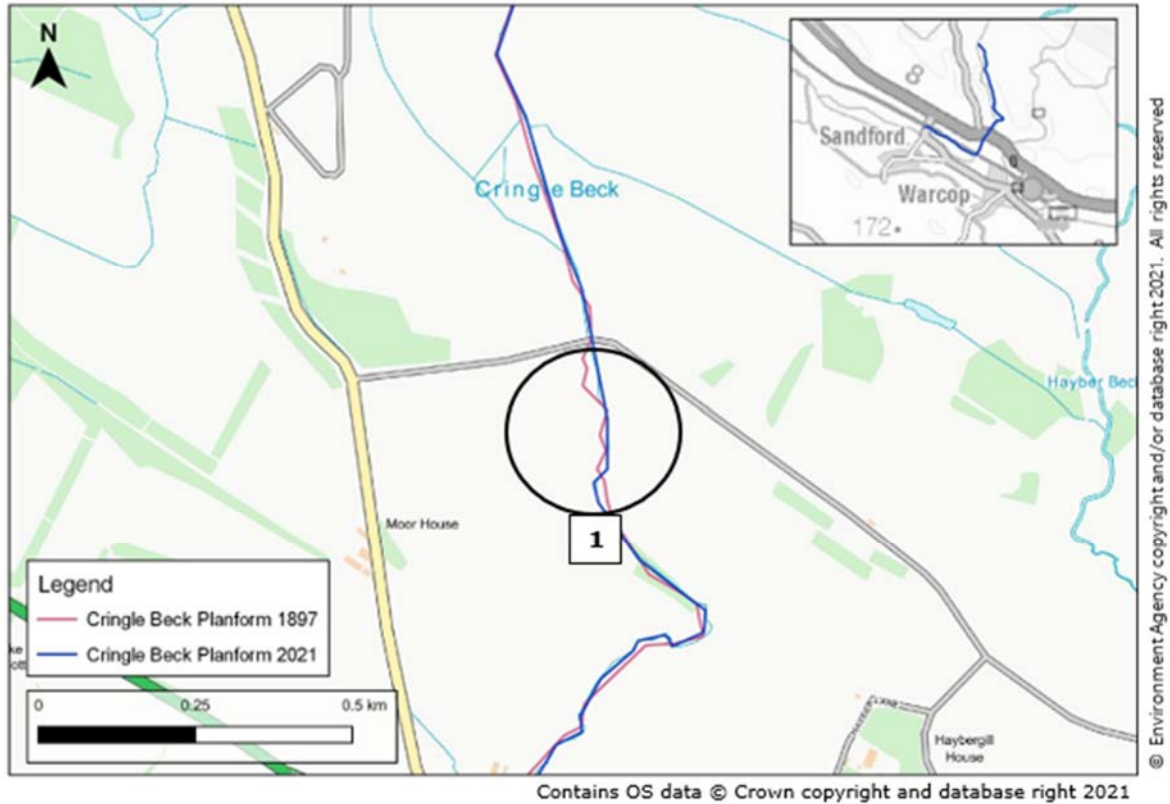 N
Cringle Beck
Sandford
Warcop
172
Hayber Beck
Moor House
1
Legend
Cringle Beck Planform 1897
Cringle Beck Planform 2021
0 0.25 0.5 km
Haybergill
House
Contains OS data © Crown copyright and database right 2021
© Environment Agency copyright and/or database right 2021. All rights reserved